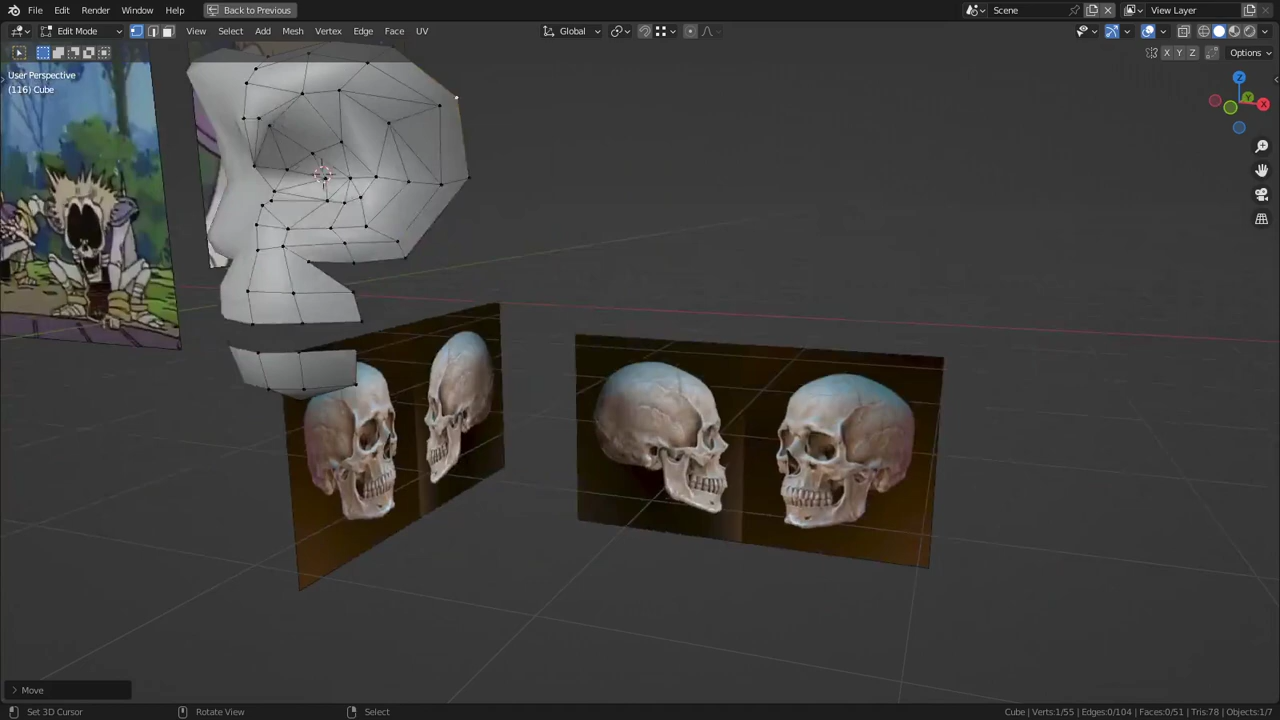 File Edit Render Window Help Back to Previous Scene View Layer
Edit Mode View Select Add Mesh Vertex Edge Face UV Global
X Y Z Options
User Perspective
(116) Cube
Z
Y
X
Move
Set 3D Cursor Rotate View Select Cube | Verts:1/55 | Edges:0/104 | Faces:0/51 | Tris:78 | Objects:1/7